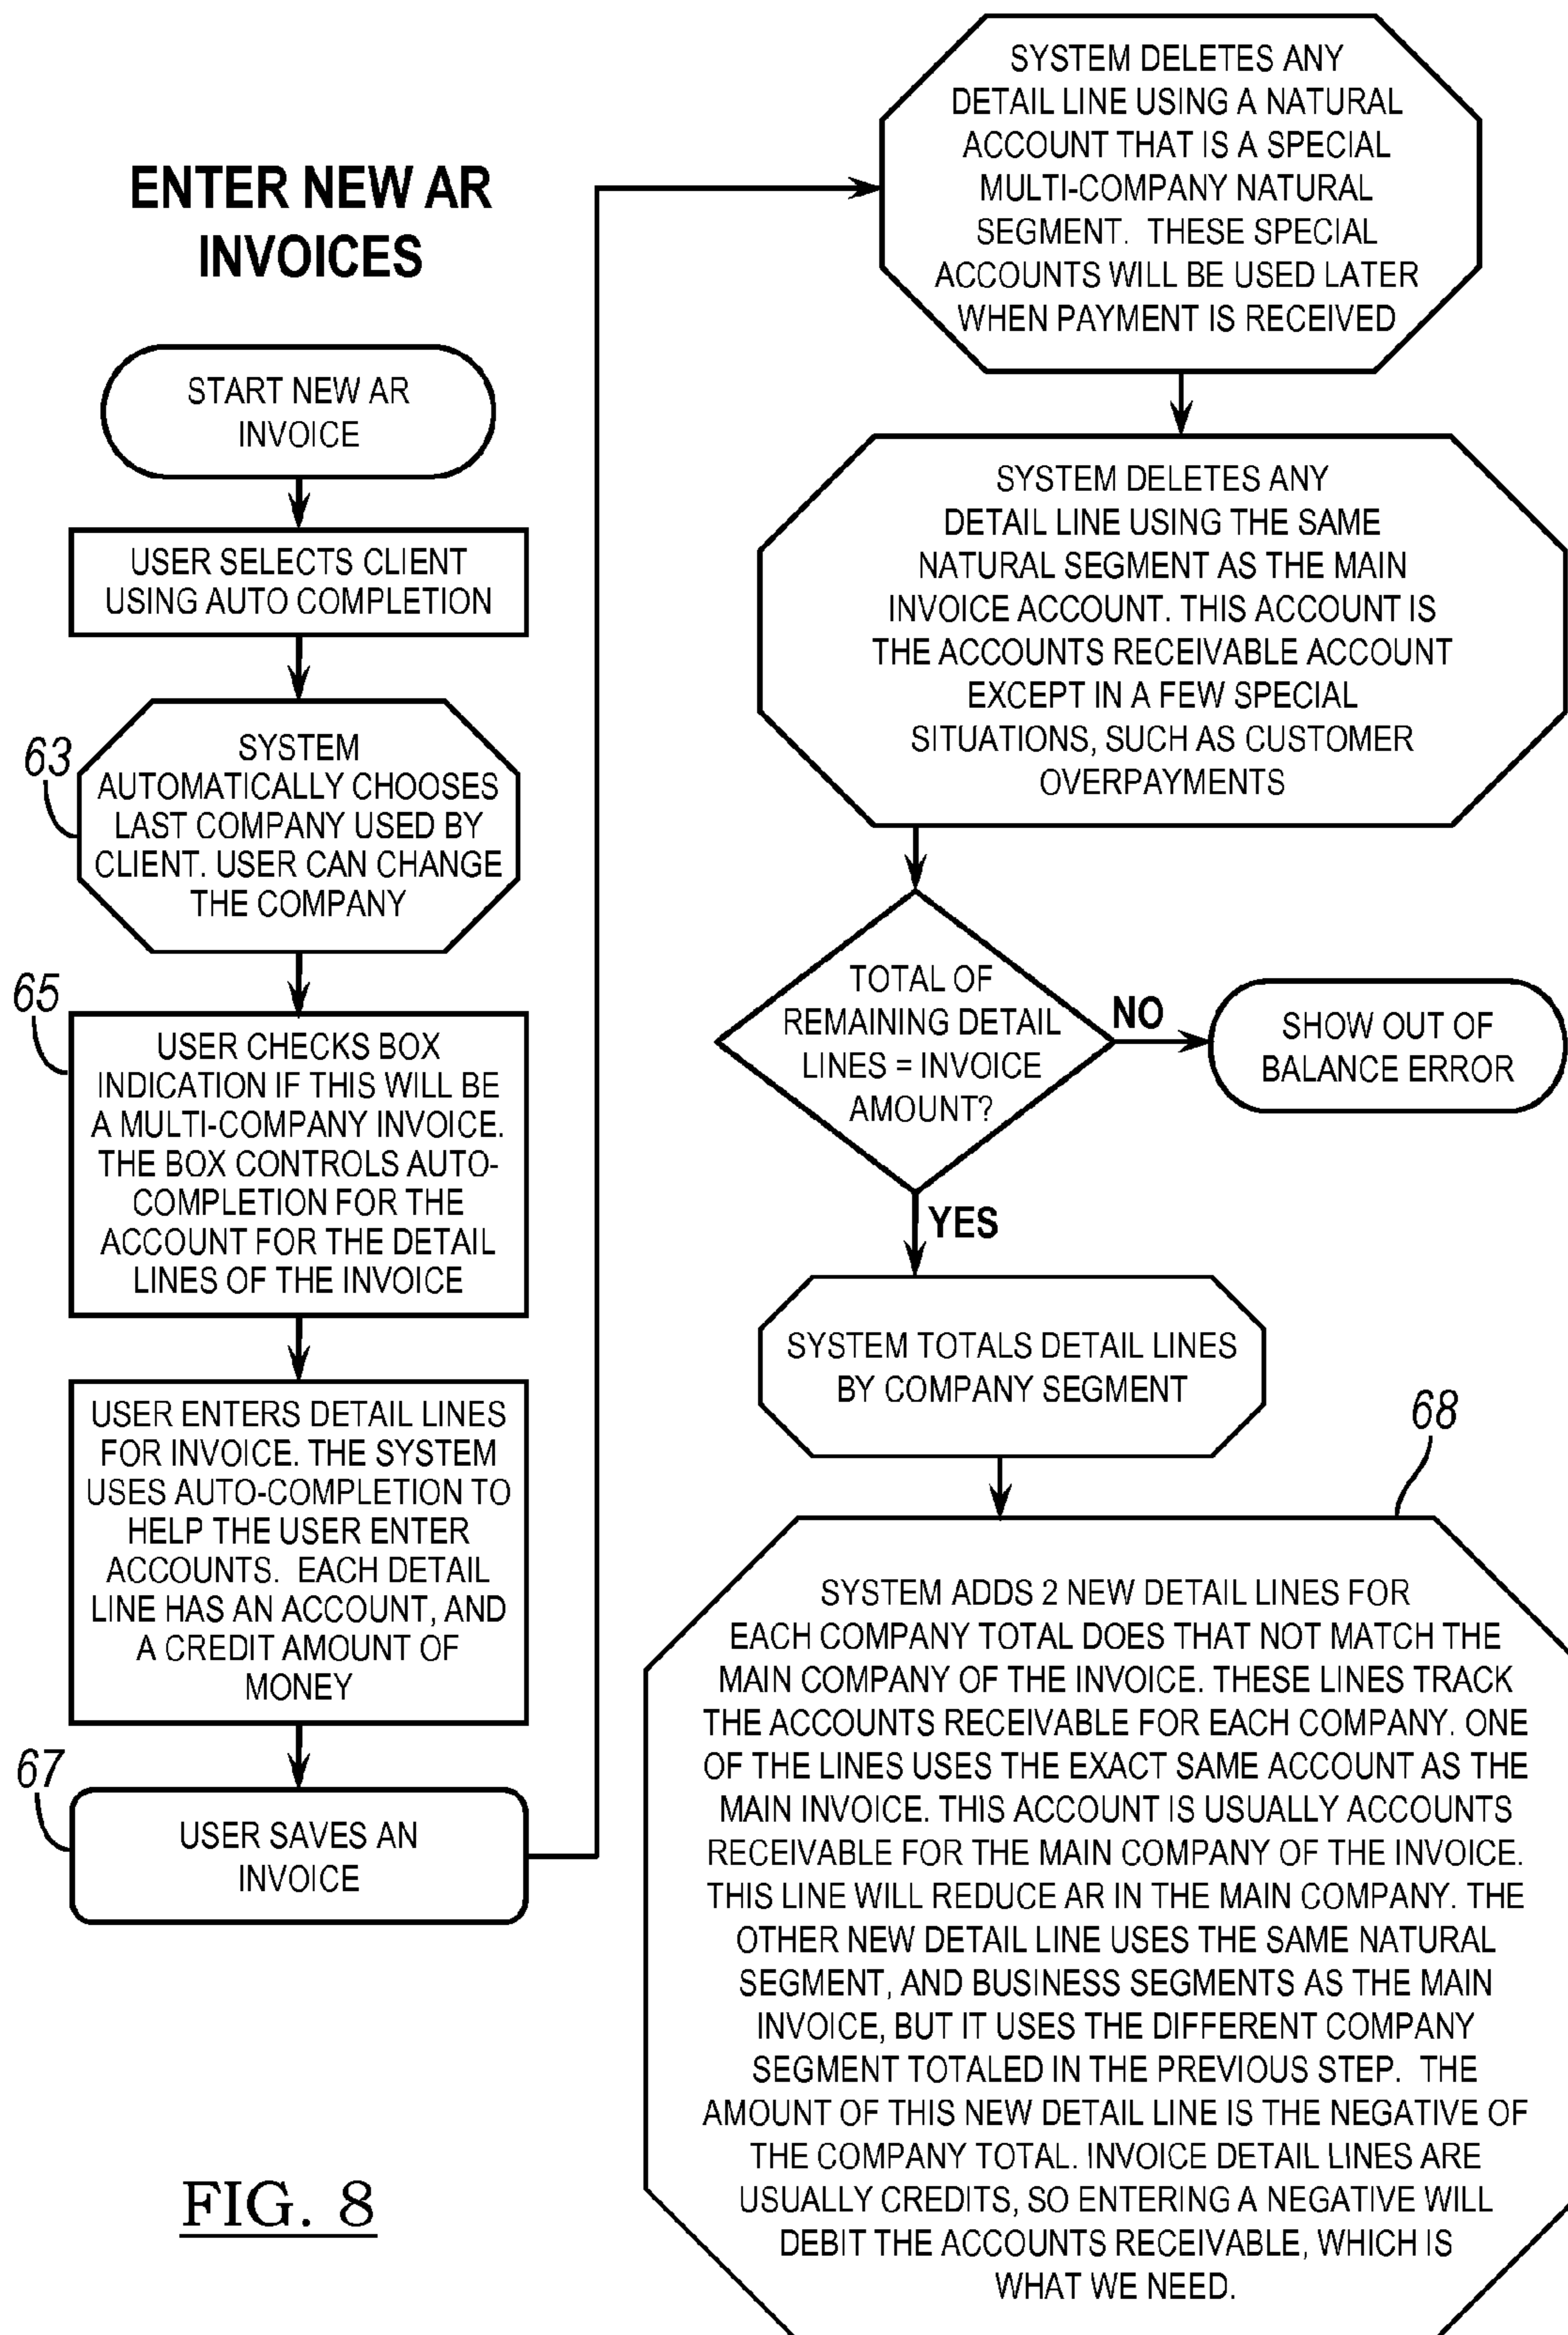 ENTER NEW AR
INVOICES
START NEW AR
INVOICE
USER SELECTS CLIENT
USING AUTO COMPLETION
63
SYSTEM
AUTOMATICALLY CHOOSES
LAST COMPANY USED BY
CLIENT. USER CAN CHANGE
THE COMPANY
65
USER CHECKS BOX
INDICATION IF THIS WILL BE
A MULTI-COMPANY INVOICE.
THE BOX CONTROLS AUTO-
COMPLETION FOR THE
ACCOUNT FOR THE DETAIL
LINES OF THE INVOICE
USER ENTERS DETAIL LINES
FOR INVOICE. THE SYSTEM
USES AUTO-COMPLETION TO
HELP THE USER ENTER
ACCOUNTS. EACH DETAIL
LINE HAS AN ACCOUNT, AND
A CREDIT AMOUNT OF
MONEY
67
USER SAVES AN
INVOICE
SYSTEM DELETES ANY
DETAIL LINE USING A NATURAL
ACCOUNT THAT IS A SPECIAL
MULTI-COMPANY NATURAL
SEGMENT. THESE SPECIAL
ACCOUNTS WILL BE USED LATER
WHEN PAYMENT IS RECEIVED
SYSTEM DELETES ANY
DETAIL LINE USING THE SAME
NATURAL SEGMENT AS THE MAIN
INVOICE ACCOUNT. THIS ACCOUNT IS
THE ACCOUNTS RECEIVABLE ACCOUNT
EXCEPT IN A FEW SPECIAL
SITUATIONS, SUCH AS CUSTOMER
OVERPAYMENTS
TOTAL OF
REMAINING DETAIL
LINES = INVOICE
AMOUNT?
NO
SHOW OUT OF
BALANCE ERROR
YES
SYSTEM TOTALS DETAIL LINES
BY COMPANY SEGMENT
68
SYSTEM ADDS 2 NEW DETAIL LINES FOR
EACH COMPANY TOTAL DOES THAT NOT MATCH THE
MAIN COMPANY OF THE INVOICE. THESE LINES TRACK
THE ACCOUNTS RECEIVABLE FOR EACH COMPANY. ONE
OF THE LINES USES THE EXACT SAME ACCOUNT AS THE
MAIN INVOICE. THIS ACCOUNT IS USUALLY ACCOUNTS
RECEIVABLE FOR THE MAIN COMPANY OF THE INVOICE.
THIS LINE WILL REDUCE AR IN THE MAIN COMPANY. THE
OTHER NEW DETAIL LINE USES THE SAME NATURAL
SEGMENT, AND BUSINESS SEGMENTS AS THE MAIN
INVOICE, BUT IT USES THE DIFFERENT COMPANY
SEGMENT TOTALED IN THE PREVIOUS STEP. THE
AMOUNT OF THIS NEW DETAIL LINE IS THE NEGATIVE OF
THE COMPANY TOTAL. INVOICE DETAIL LINES ARE
USUALLY CREDITS, SO ENTERING A NEGATIVE WILL
DEBIT THE ACCOUNTS RECEIVABLE, WHICH IS
WHAT WE NEED.
FIG. 8